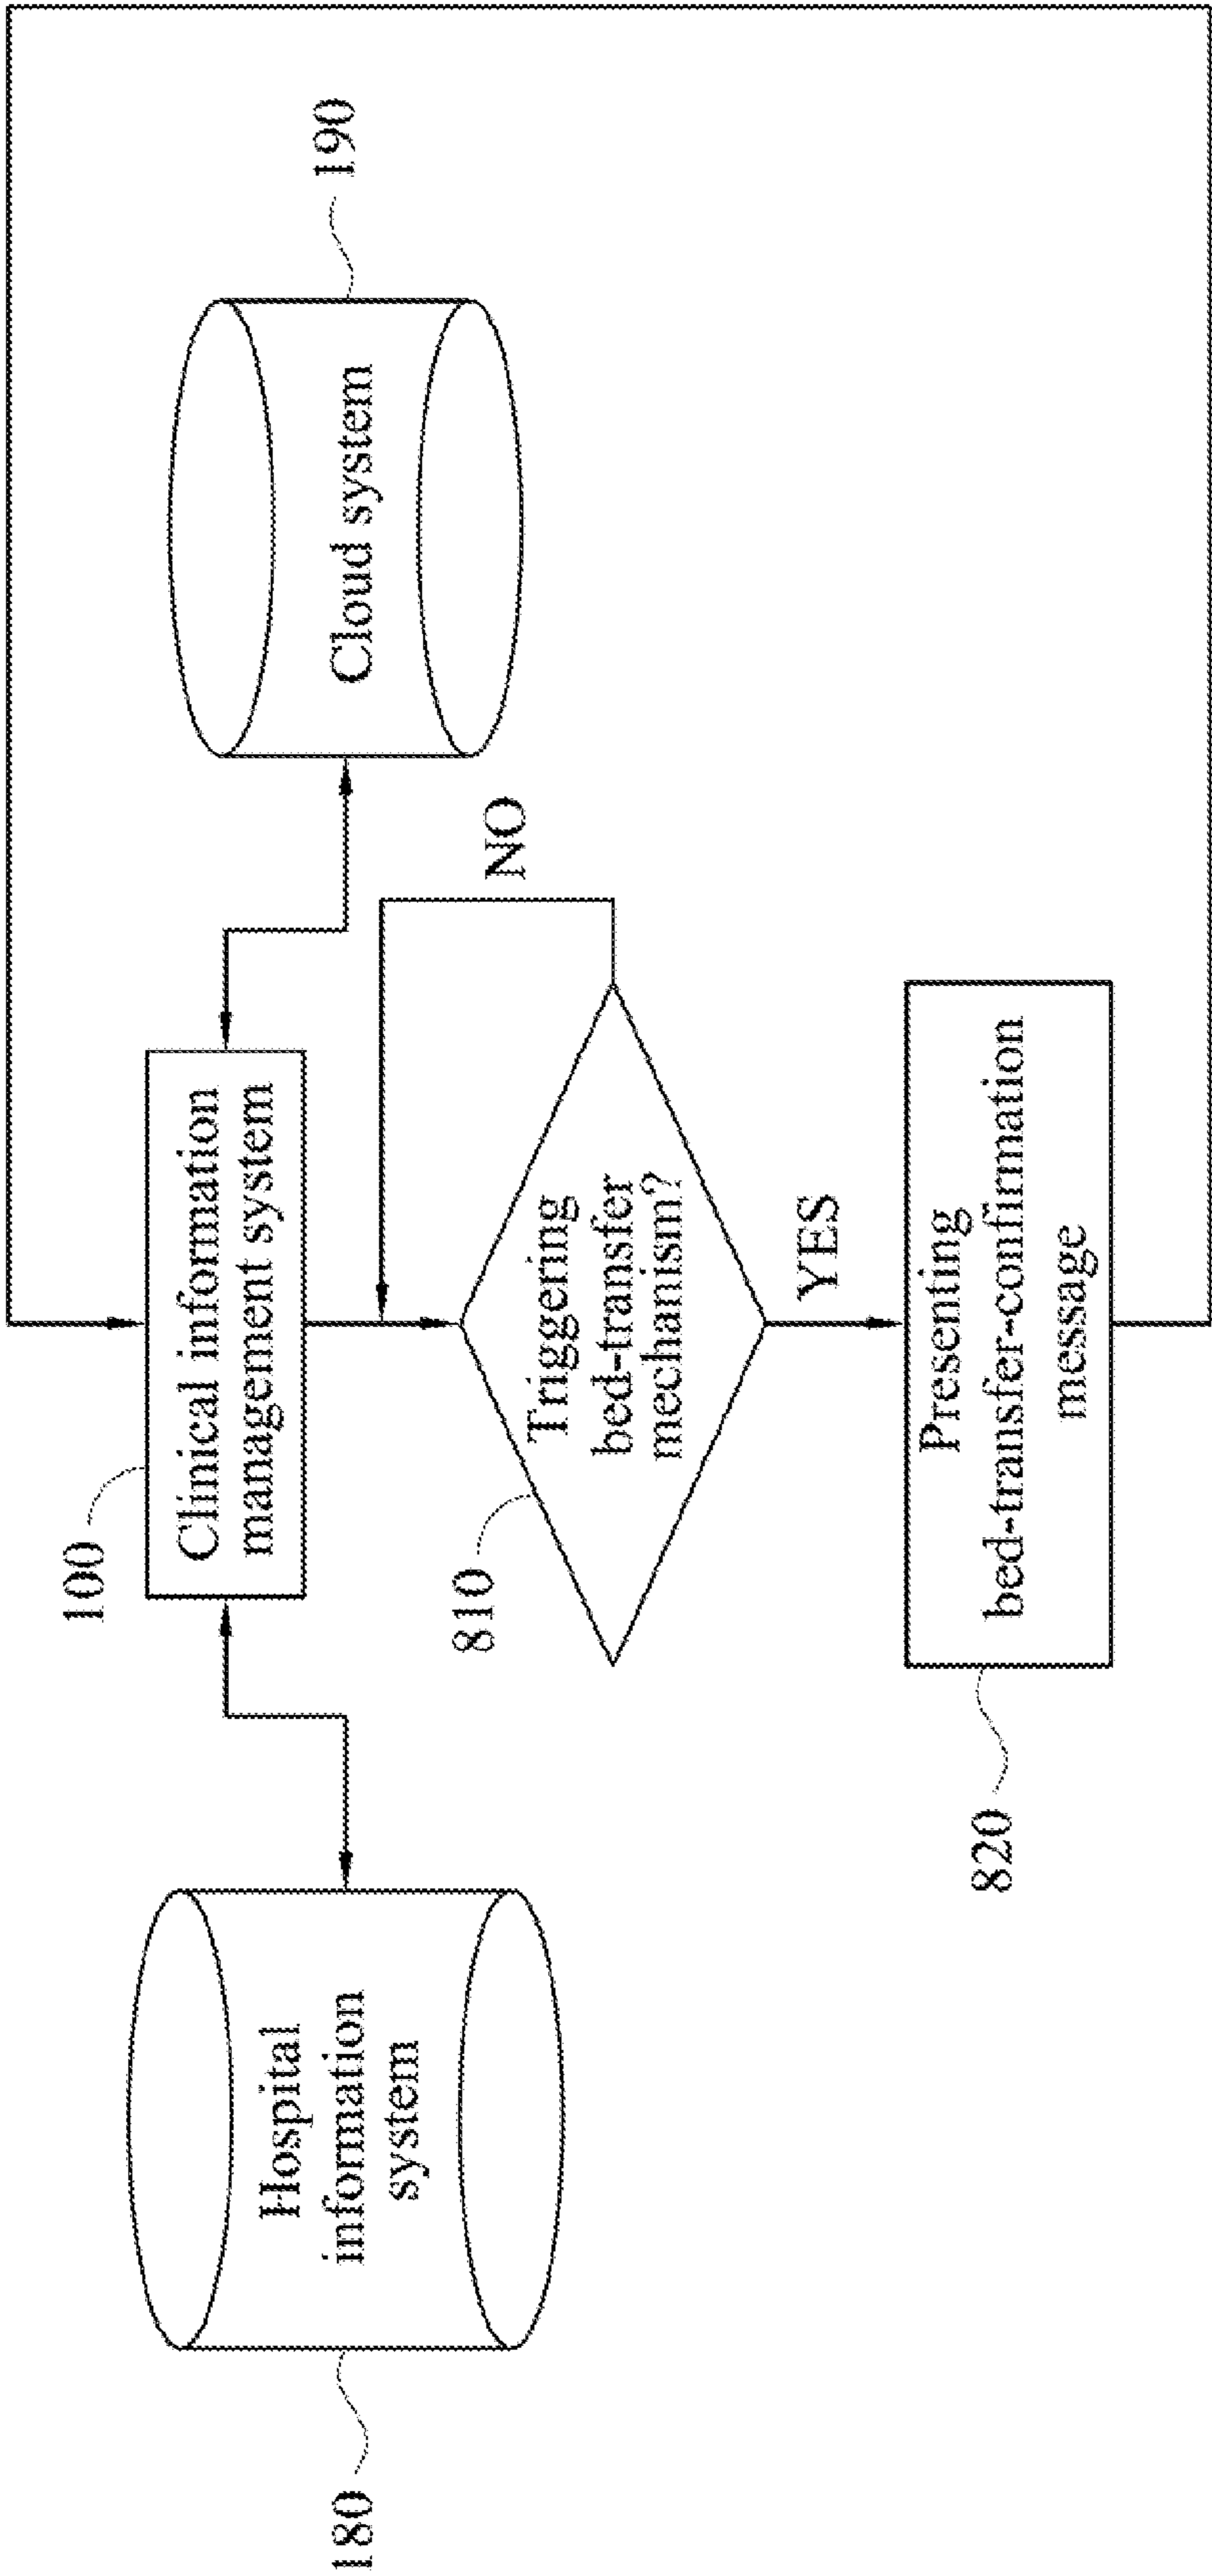 100
Clinical information
management system
190
Cloud system
Hospital
information
system
180
810
Triggering
bed-transfer
mechanism?
NO
YES
Presenting
bed-transfer-confirmation
message
820